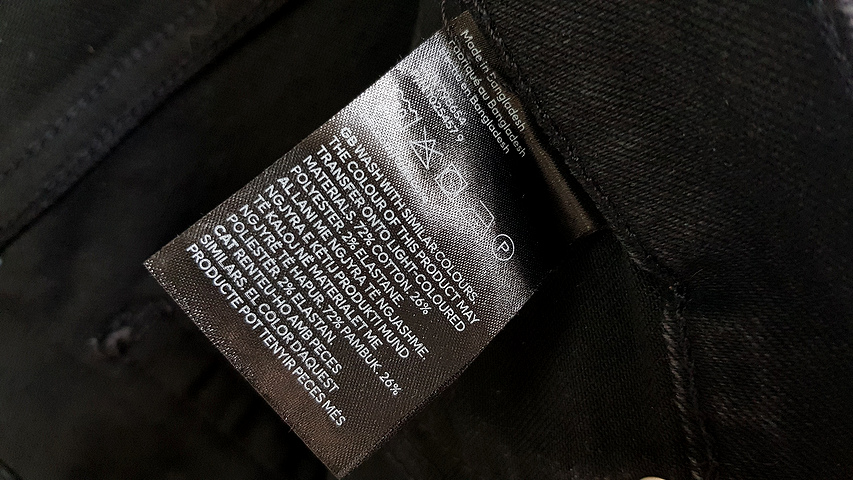 Made in Bangladesh
Fabriqué au Bangladesh
en Bangladesh
P
GB WASH WITH SIMILAR COLOURS.
THE COLOUR OF THIS PRODUCT MAY
TRANSFER ONTO LIGHT-COLOURED
MATERIALS. 72% COTTON, 26%
POLYESTER, 2% ELASTANE.
AL LANI ME NGJYRA TË NGJASHME
NGJYRA E KËTIJ PRODUKTI MUND
TË KALOJ NË MATERIALET ME
NGJYRË TË HAPUR. 72% PAMBUK, 26%
POLIESTER, 2% ELASTAN.
CAT RENTEU-HO AMB PECES
SIMILARS. EL COLOR D'AQUEST
PRODUCTE POT TENYIR PECES MÉS